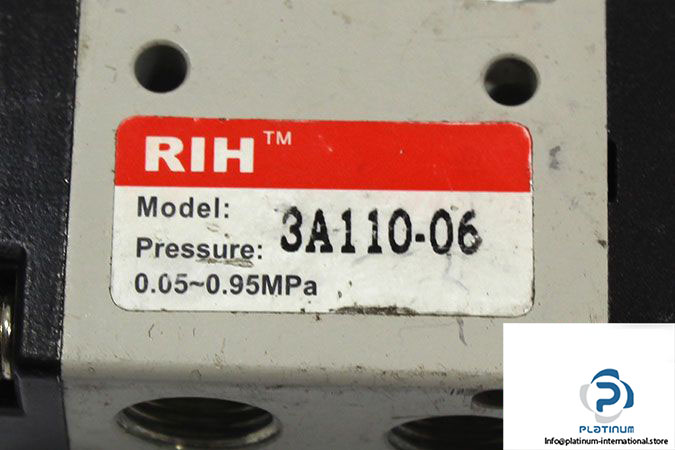 RIH™
Model: 3A110-06
Pressure:
0.05~0.95MPa
PLATINUM
Info@platinum-international.store